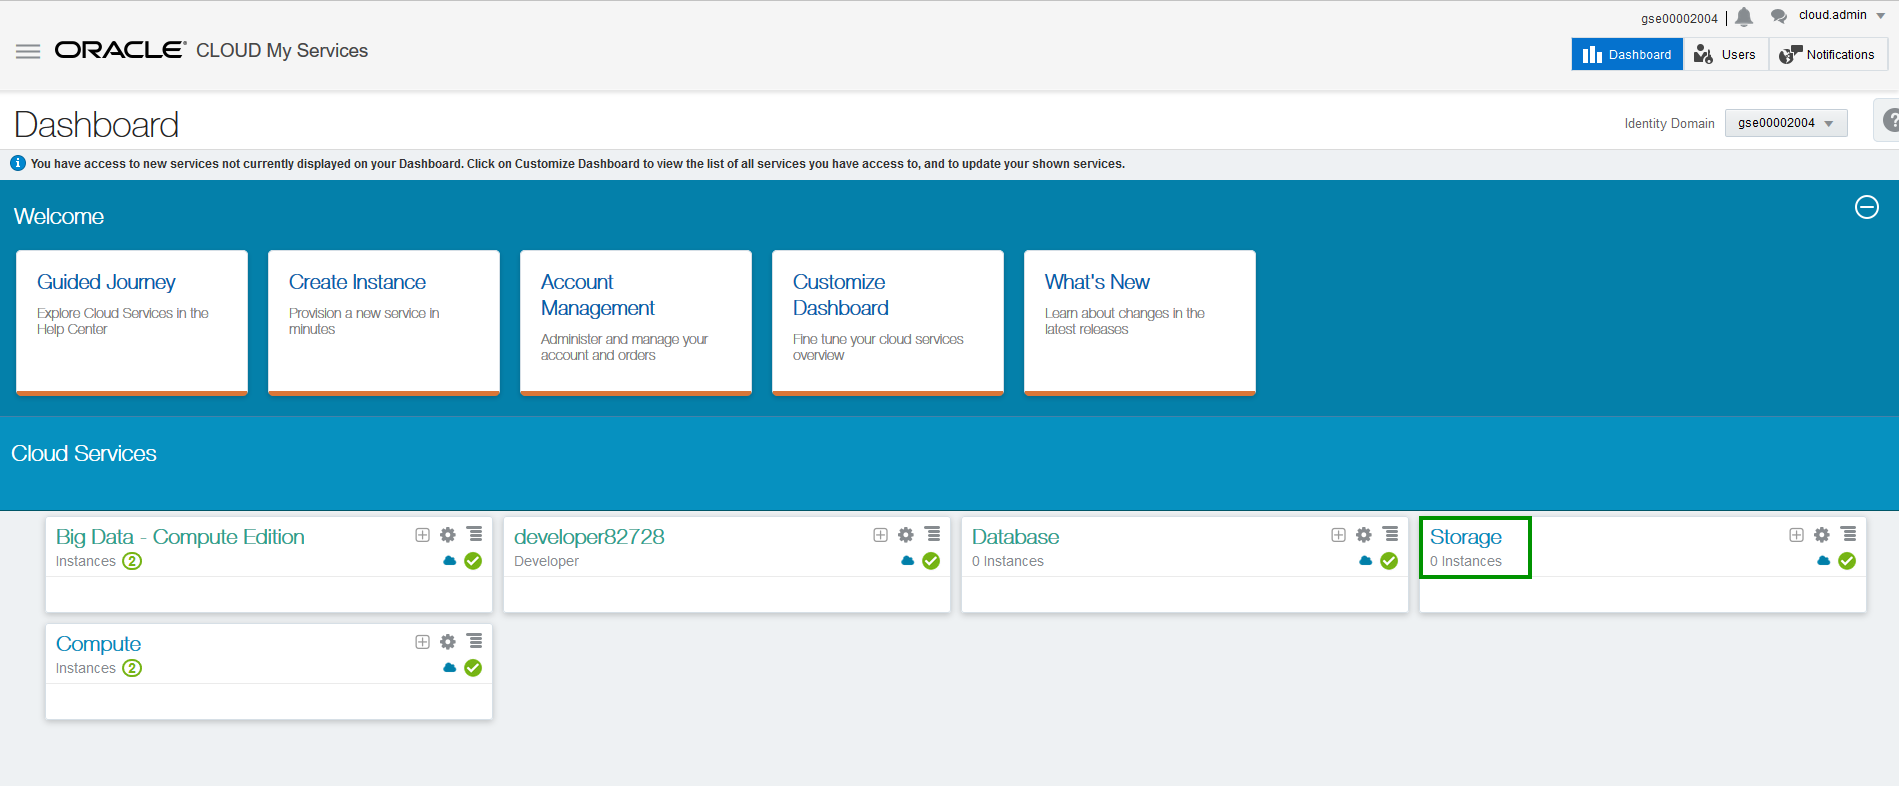 gse00002004 | cloud.admin
ORACLE CLOUD My Services
Dashboard Users Notifications
Dashboard
Identity Domain gse00002004
?
You have access to new services not currently displayed on your Dashboard. Click on Customize Dashboard to view the list of all services you have access to, and to update your shown services.
Welcome
Guided Journey
Explore Cloud Services in the
Help Center
Create Instance
Provision a new service in
minutes
Account
Management
Administer and manage your
account and orders
Customize
Dashboard
Fine tune your cloud services
overview
What's New
Learn about changes in the
latest releases
Cloud Services
Big Data - Compute Edition
Instances 2
developer82728
Developer
Database
0 Instances
Storage
0 Instances
Compute
Instances 2